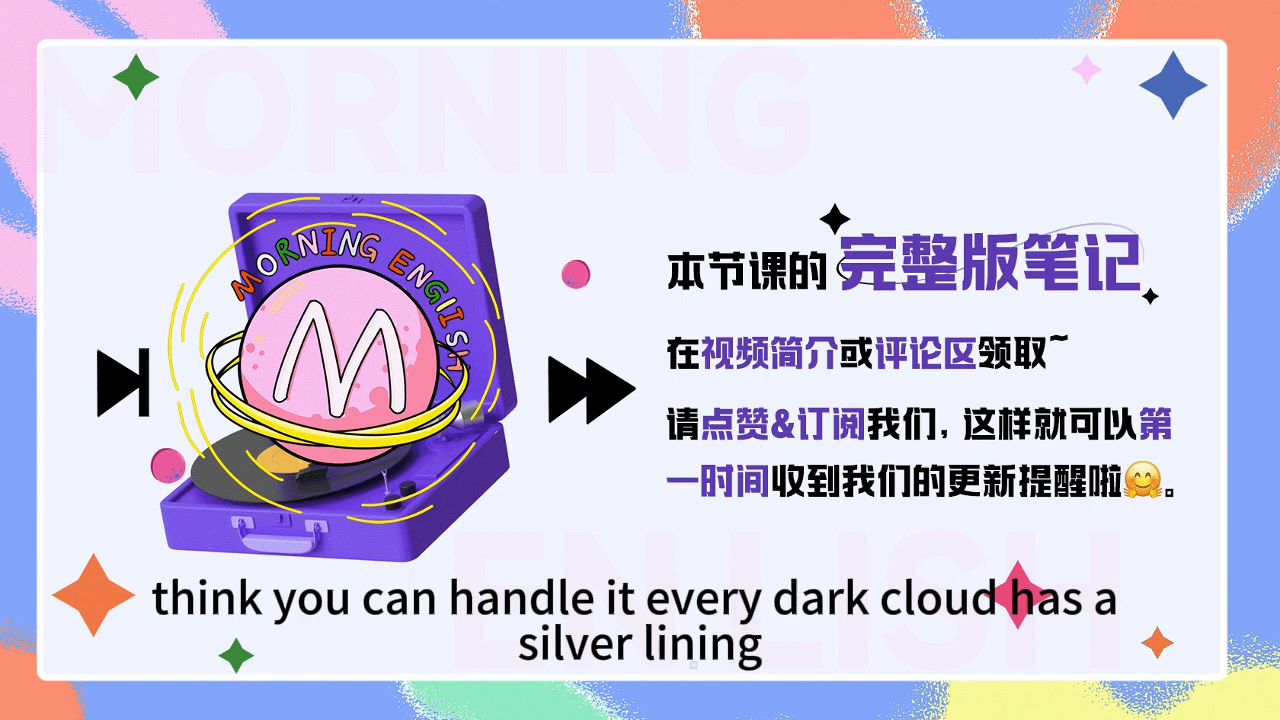 MORNING
MORNING ENGLISH
M
本节课的 完整版笔记
在视频简介或评论区领取~
请点赞&订阅我们, 这样就可以第
一时间收到我们的更新提醒啦🤗。
ENLISH
think you can handle it every dark cloud has a
silver lining